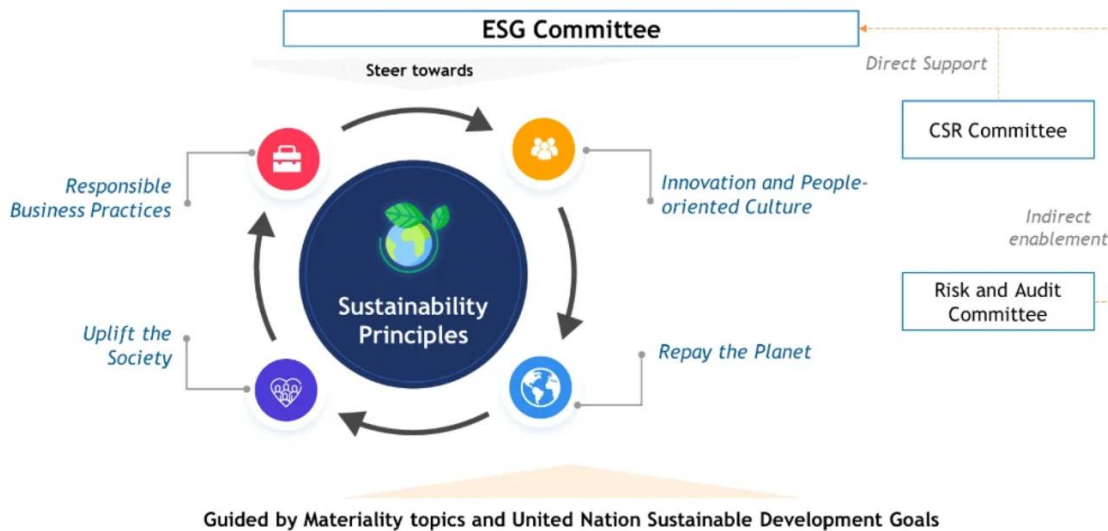 ESG Committee
Steer towards
Direct Support
CSR Committee
Responsible
Business Practices
Innovation and People-
oriented Culture
Indirect
enablement
Risk and Audit
Committee
Sustainability
Principles
Uplift the
Society
Repay the Planet
Guided by Materiality topics and United Nation Sustainable Development Goals